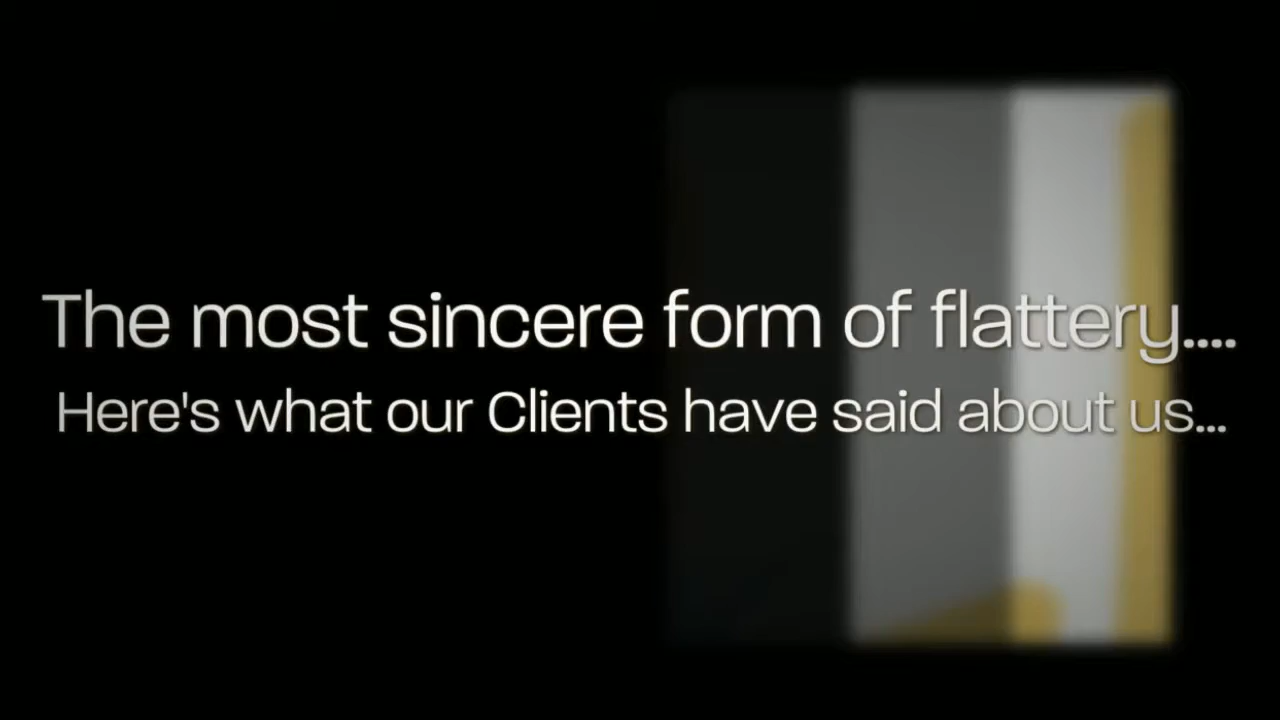 The most sincere form of flattery....
Here's what our Clients have said about us...